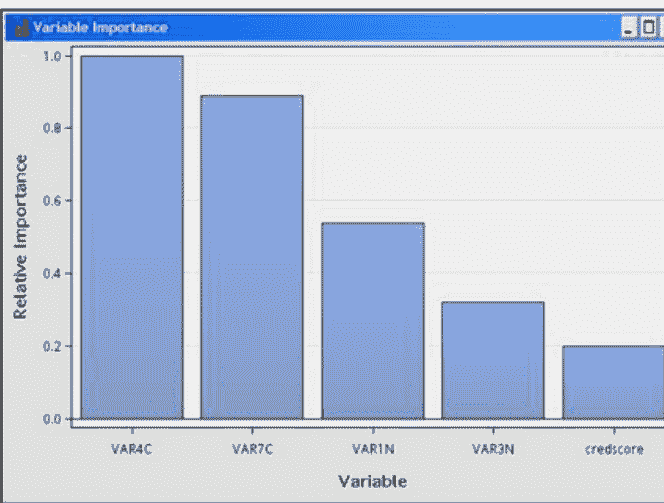 Variable Importance
Relative Importance
1.0
0.8
0.6
0.4
0.2
0.0
VAR4C VAR7C VAR1N VAR3N credscore
Variable